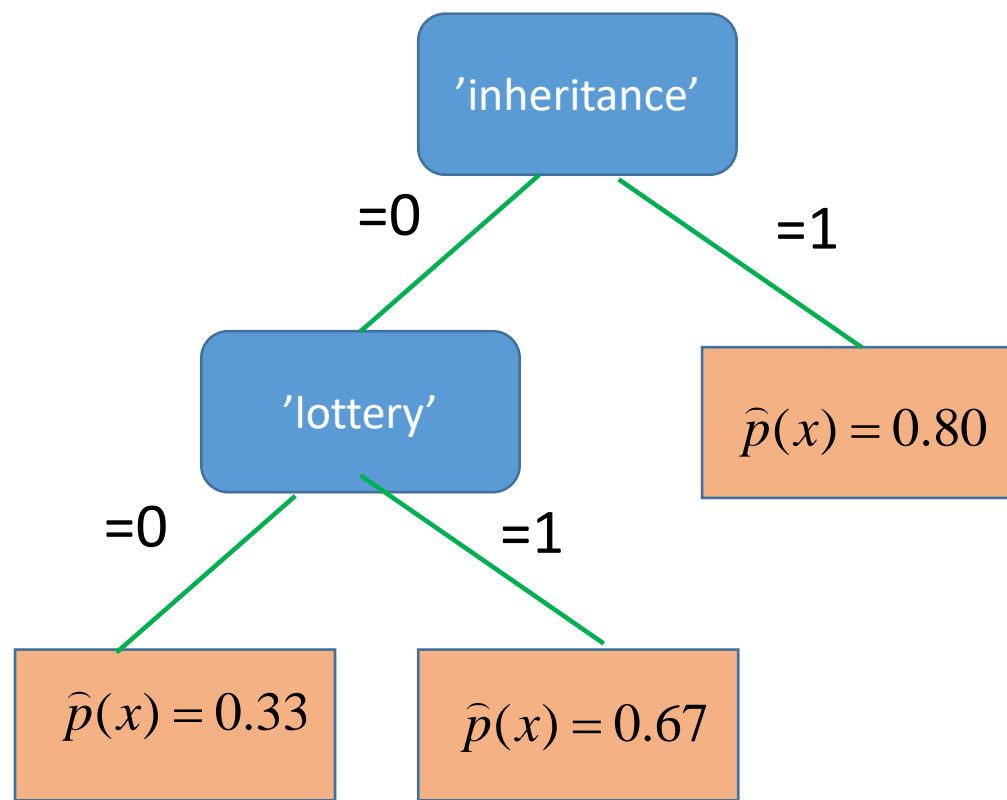 ’inheritance’
=0
=1
’lottery’
p̂(x) = 0.80
=0
=1
p̂(x) = 0.33
p̂(x) = 0.67